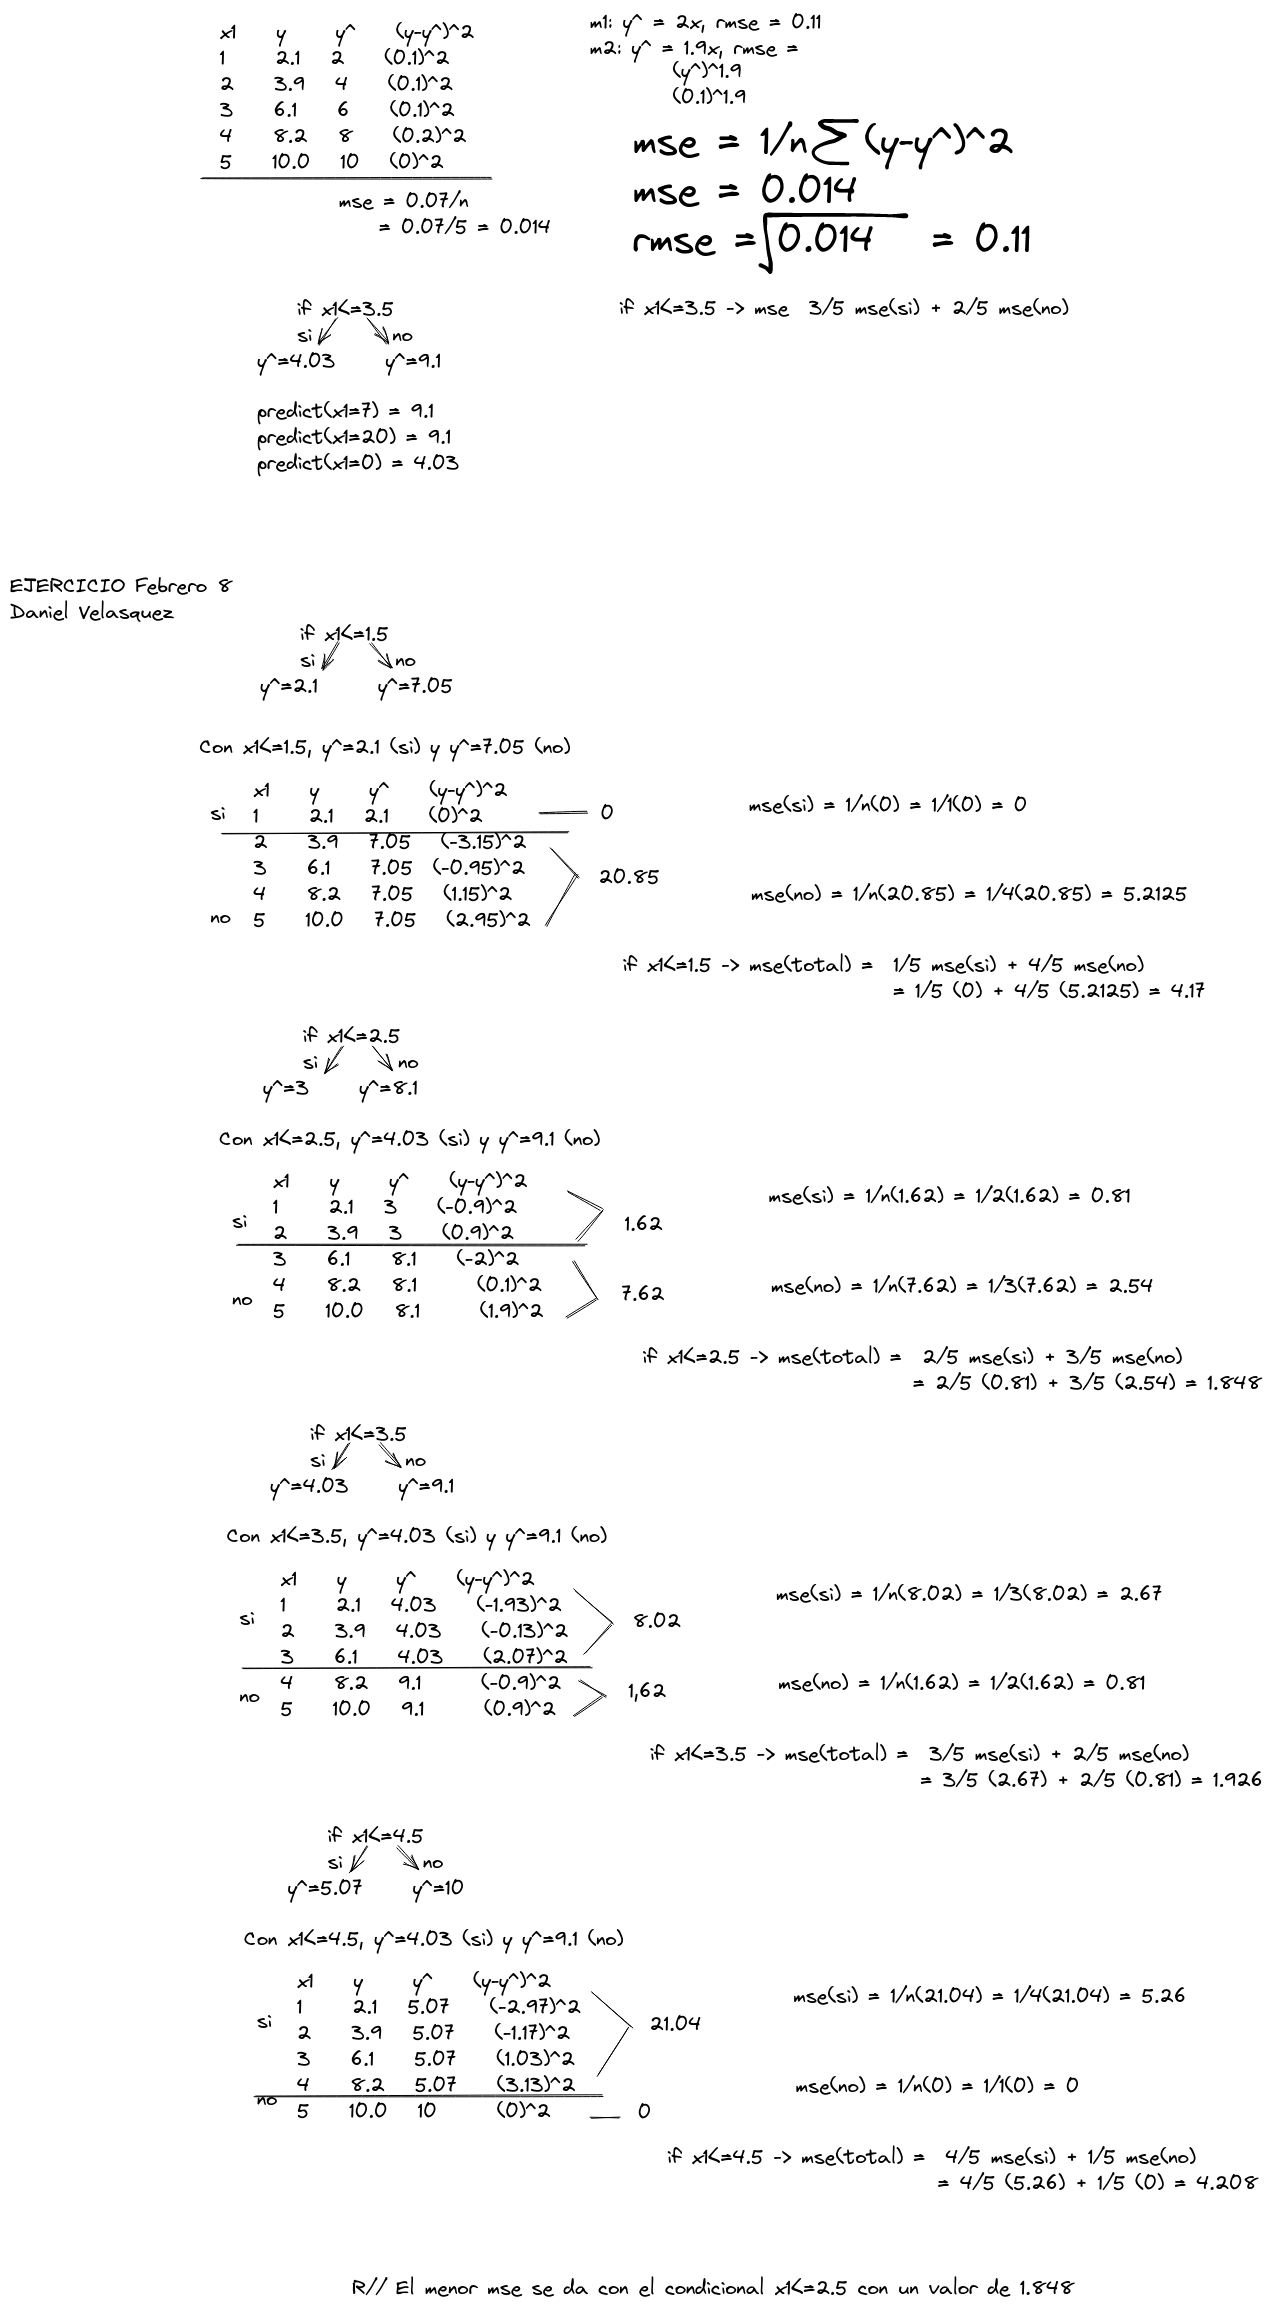 x1 y y^ (y-y^)^2
1 2.1 2 (0.1)^2
2 3.9 4 (0.1)^2
3 6.1 6 (0.1)^2
4 8.2 8 (0.2)^2
5 10.0 10 (0)^2
mse = 0.07/n
= 0.07/5 = 0.014
m1: y^ = 2x, rmse = 0.11
m2: y^ = 1.9x, rmse =
(y^)^1.9
(0.1)^1.9
mse = 1/n∑(y-y^)^2
mse = 0.014
rmse =√0.014 = 0.11
if x1<=3.5
si no
y^=4.03 y^=9.1
if x1<=3.5 -> mse 3/5 mse(si) + 2/5 mse(no)
predict(x1=7) = 9.1
predict(x1=20) = 9.1
predict(x1=0) = 4.03
EJERCICIO Febrero 8
Daniel Velasquez
if x1<=1.5
si no
y^=2.1 y^=7.05
Con x1<=1.5, y^=2.1 (si) y y^=7.05 (no)
x1 y y^ (y-y^)^2
si 1 2.1 2.1 (0)^2 0
2 3.9 7.05 (-3.15)^2
3 6.1 7.05 (-0.95)^2
20.85
4 8.2 7.05 (1.15)^2
no 5 10.0 7.05 (2.95)^2
mse(si) = 1/n(0) = 1/1(0) = 0
mse(no) = 1/n(20.85) = 1/4(20.85) = 5.2125
if x1<=1.5 -> mse(total) = 1/5 mse(si) + 4/5 mse(no)
= 1/5 (0) + 4/5 (5.2125) = 4.17
if x1<=2.5
si no
y^=3 y^=8.1
Con x1<=2.5, y^=4.03 (si) y y^=9.1 (no)
x1 y y^ (y-y^)^2
1 2.1 3 (-0.9)^2
si
1.62
2 3.9 3 (0.9)^2
3 6.1 8.1 (-2)^2
4 8.2 8.1 (0.1)^2
7.62
no
5 10.0 8.1 (1.9)^2
mse(si) = 1/n(1.62) = 1/2(1.62) = 0.81
mse(no) = 1/n(7.62) = 1/3(7.62) = 2.54
if x1<=2.5 -> mse(total) = 2/5 mse(si) + 3/5 mse(no)
= 2/5 (0.81) + 3/5 (2.54) = 1.848
if x1<=3.5
si no
y^=4.03 y^=9.1
Con x1<=3.5, y^=4.03 (si) y y^=9.1 (no)
x1 y y^ (y-y^)^2
1 2.1 4.03 (-1.93)^2
si
8.02
2 3.9 4.03 (-0.13)^2
3 6.1 4.03 (2.07)^2
4 8.2 9.1 (-0.9)^2
no
1,62
5 10.0 9.1 (0.9)^2
mse(si) = 1/n(8.02) = 1/3(8.02) = 2.67
mse(no) = 1/n(1.62) = 1/2(1.62) = 0.81
if x1<=3.5 -> mse(total) = 3/5 mse(si) + 2/5 mse(no)
= 3/5 (2.67) + 2/5 (0.81) = 1.926
if x1<=4.5
si no
y^=5.07 y^=10
Con x1<=4.5, y^=4.03 (si) y y^=9.1 (no)
x1 y y^ (y-y^)^2
1 2.1 5.07 (-2.97)^2
si
21.04
2 3.9 5.07 (-1.17)^2
3 6.1 5.07 (1.03)^2
4 8.2 5.07 (3.13)^2
no
5 10.0 10 (0)^2 0
mse(si) = 1/n(21.04) = 1/4(21.04) = 5.26
mse(no) = 1/n(0) = 1/1(0) = 0
if x1<=4.5 -> mse(total) = 4/5 mse(si) + 1/5 mse(no)
= 4/5 (5.26) + 1/5 (0) = 4.208
R// El menor mse se da con el condicional x1<=2.5 con un valor de 1.848